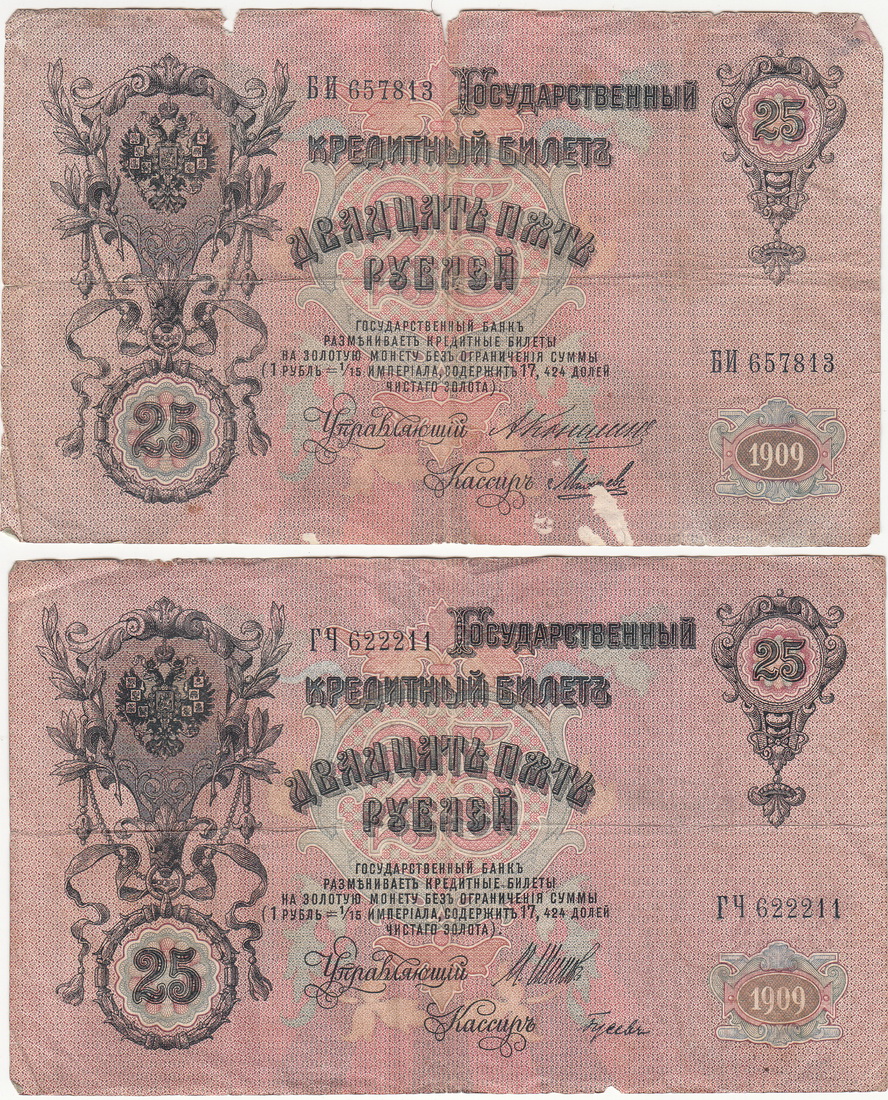 БИ 657813 ГОСУДАРСТВЕННЫЙ
25
КРЕДИТНЫЙ БИЛЕТЪ
ДВАДЦАТЬ ПѦТЬ
РУБЛЕЙ
ГОСУДАРСТВЕННЫЙ БАНКЪ
РАЗМѢНИВАЕТЪ КРЕДИТНЫЕ БИЛЕТЫ
НА ЗОЛОТУЮ МОНЕТУ БЕЗЪ ОГРАНИЧЕНІЯ СУММЫ
(1 РУБЛЬ = 1/15 ИМПЕРІАЛА, СОДЕРЖИТЪ 17, 424 ДОЛЕЙ
ЧИСТАГО ЗОЛОТА).
БИ 657813
25
Управляющій
Кассиръ
1909
ГЧ 622211 ГОСУДАРСТВЕННЫЙ
25
КРЕДИТНЫЙ БИЛЕТЪ
ДВАДЦАТЬ ПѦТЬ
РУБЛЕЙ
ГОСУДАРСТВЕННЫЙ БАНКЪ
РАЗМѢНИВАЕТЪ КРЕДИТНЫЕ БИЛЕТЫ
НА ЗОЛОТУЮ МОНЕТУ БЕЗЪ ОГРАНИЧЕНІЯ СУММЫ
(1 РУБЛЬ = 1/15 ИМПЕРІАЛА, СОДЕРЖИТЪ 17, 424 ДОЛЕЙ
ЧИСТАГО ЗОЛОТА).
ГЧ 622211
25
Управляющій
Кассиръ Гусевъ
1909